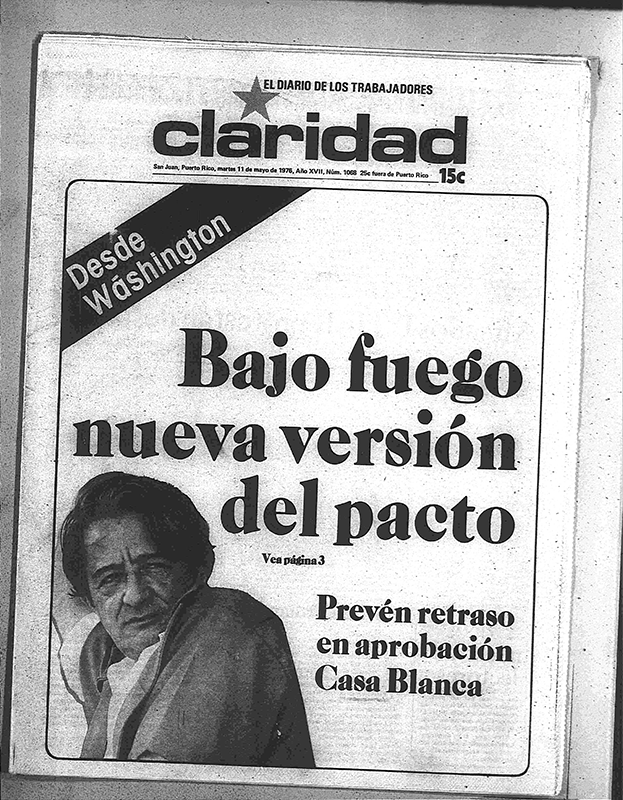 EL DIARIO DE LOS TRABAJADORES
claridad
San Juan, Puerto Rico, martes 11 de mayo de 1976, Año XVII, Núm. 1068 25¢ fuera de Puerto Rico 15¢
Desde
Wáshington
Bajo fuego
nueva versión
del pacto
Vea página 3
Prevén retraso
en aprobación
Casa Blanca